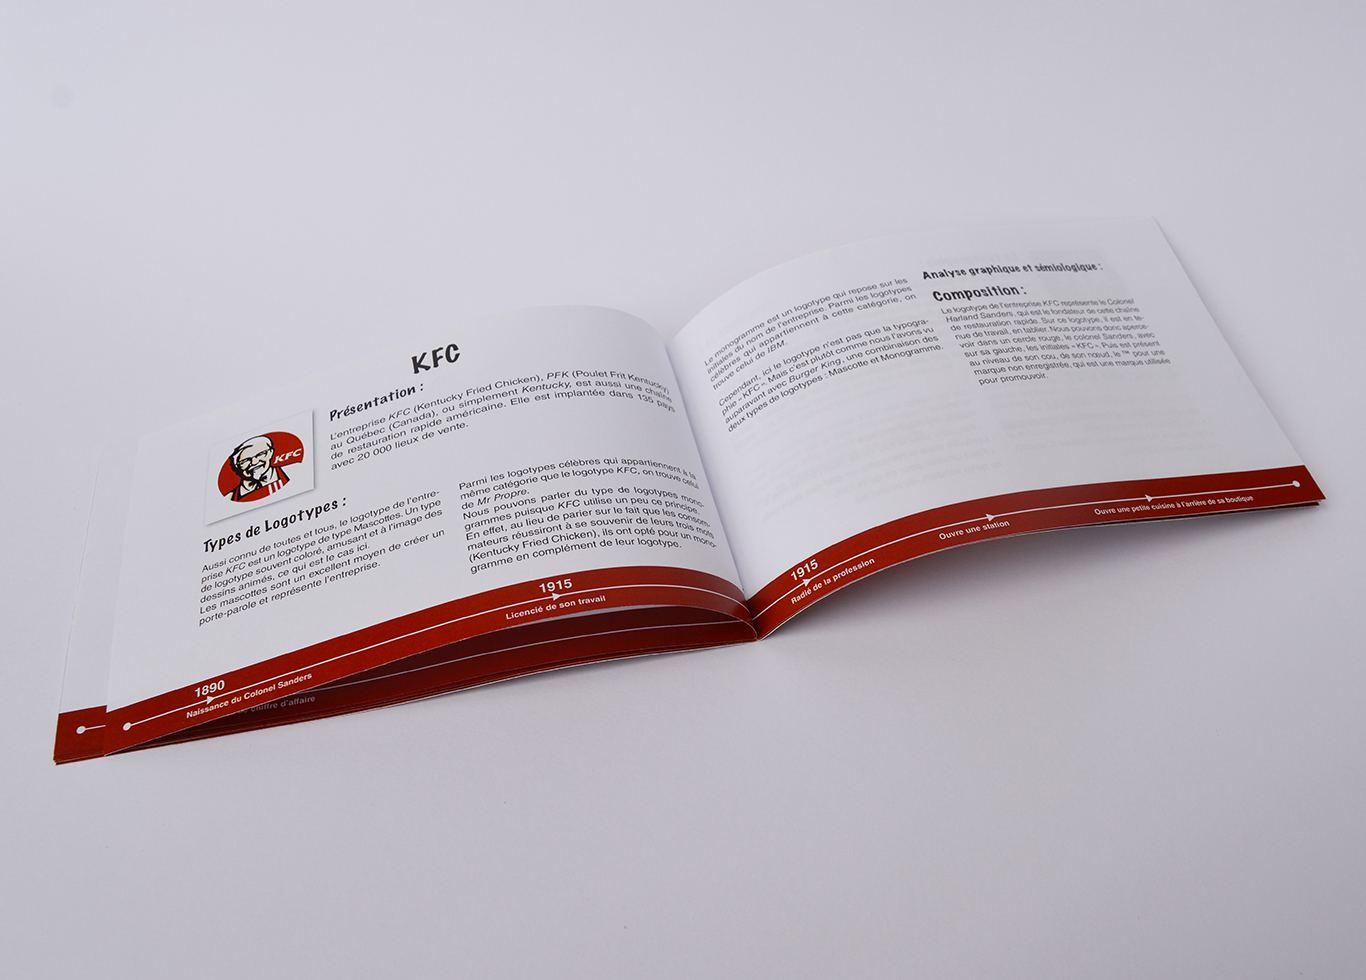 KFC
Présentation :
L'entreprise KFC (Kentucky Fried Chicken), PFK (Poulet Frit Kentucky)
au Québec (Canada), ou simplement Kentucky, est aussi une chaîne
de restauration rapide américaine. Elle est implantée dans 135 pays
avec 20 000 lieux de vente.
KFC
Types de Logotypes :
Aussi connu de toutes et tous, le logotype de l'entre-
prise KFC est un logotype de type Mascottes. Un type
de logotype souvent coloré, amusant et à l'image des
dessins animés, ce qui est le cas ici.
Les mascottes sont un excellent moyen de créer un
porte-parole et représente l'entreprise.
Parmi les logotypes célèbres qui appartiennent à la
même catégorie que le logotype KFC, on trouve celui
de Mr Propre.
Nous pouvons parler du type de logotypes mono-
grammes puisque KFC utilise un peu ce principe.
En effet, au lieu de parier sur le fait que les consom-
mateurs réussiront à se souvenir de leurs trois mots
(Kentucky Fried Chicken), ils ont opté pour un mono-
gramme en complément de leur logotype.
1890
Naissance du Colonel Sanders
1915
Licencié de son travail
chiffre d'affaire
Le monogramme est un logotype qui repose sur les
initiales du nom de l'entreprise. Parmi les logotypes
célèbres qui appartiennent à cette catégorie, on
trouve celui de IBM.
Cependant, ici le logotype n'est pas que la typogra-
phie « KFC ». Mais c'est plutôt comme nous l'avons vu
auparavant avec Burger King, une combinaison des
deux types de logotypes : Mascotte et Monogramme.
Analyse graphique et sémiologique :
Composition :
Le logotype de l'entreprise KFC représente le Colonel
Harland Sanders, qui est le fondateur de cette chaîne
de restauration rapide. Sur ce logotype, il est en te-
nue de travail, en tablier. Nous pouvons donc aperce-
voir dans un cercle rouge, le colonel Sanders, avec
sur sa gauche, les initiales « KFC ». Puis est présent
au niveau de son cou, de son nœud, le ™ pour une
marque non enregistrée, qui est une marque utilisée
pour promouvoir.
1915
Radié de la profession
Ouvre une station
Ouvre une petite cuisine à l'arrière de sa boutique